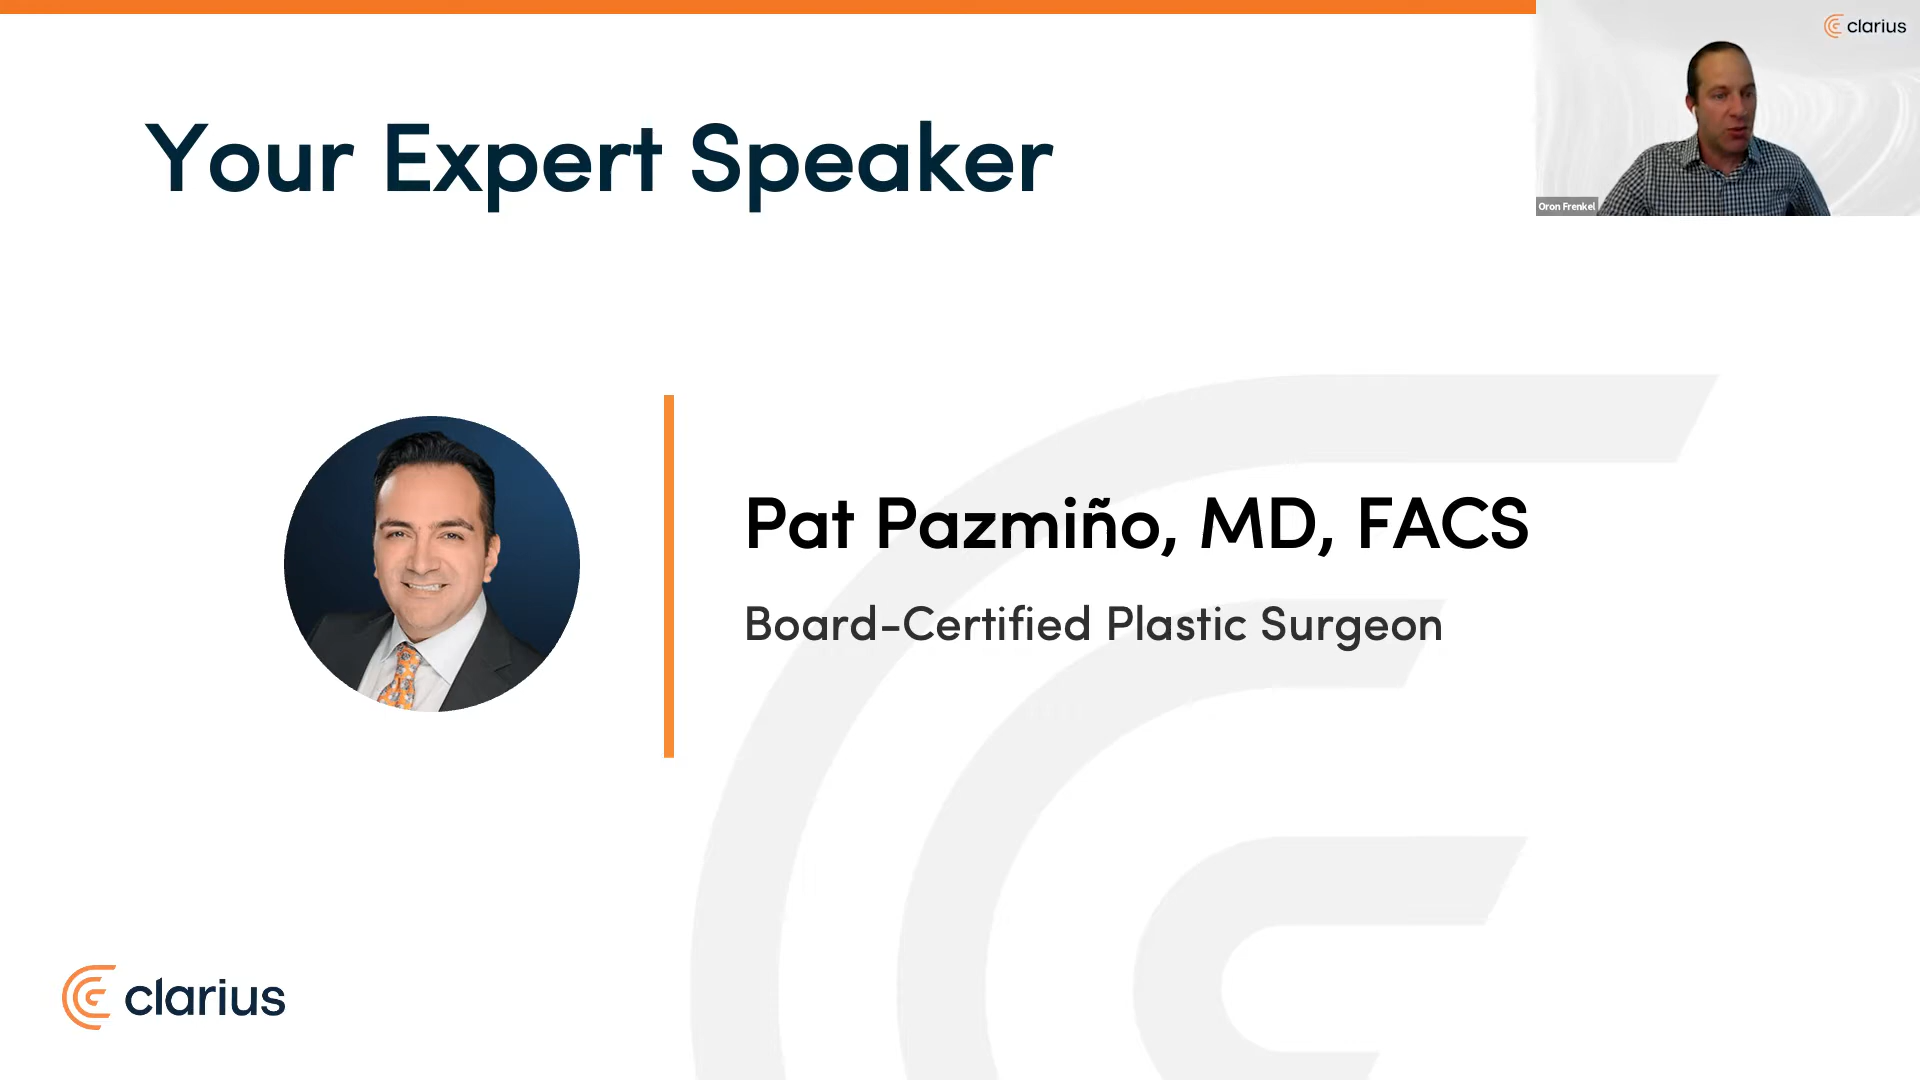 Your Expert Speaker
clarius
Oron Frenkel
Pat Pazmiño, MD, FACS
Board-Certified Plastic Surgeon
clarius